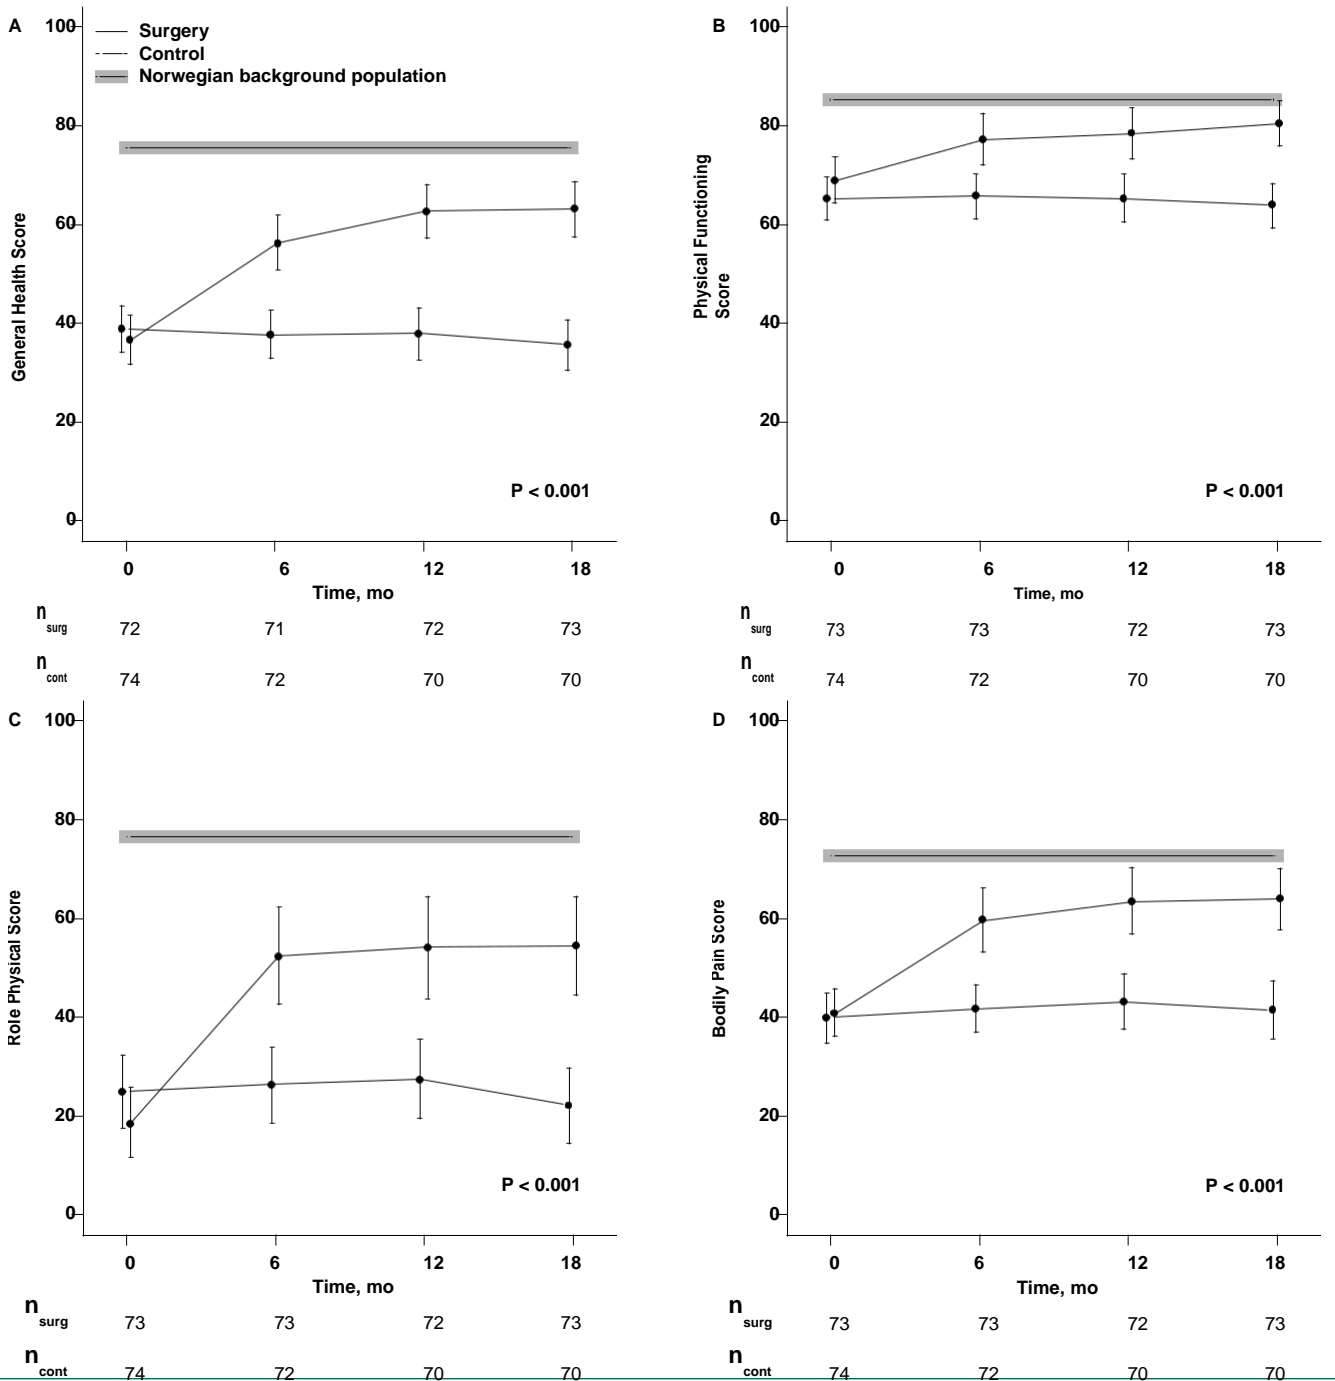 A
100
80
60
40
20
0
General Health Score
Surgery
Control
Norwegian background population
P < 0.001
0 6 12 18
Time, mo
n surg 72 71 72 73
n cont 74 72 70 70
B
100
80
60
40
20
0
Physical Functioning
Score
P < 0.001
0 6 12 18
Time, mo
n surg 73 73 72 73
n cont 74 72 70 70
C
100
80
60
40
20
0
Role Physical Score
P < 0.001
0 6 12 18
Time, mo
n surg 73 73 72 73
n cont 74 72 70 70
D
100
80
60
40
20
0
Bodily Pain Score
P < 0.001
0 6 12 18
Time, mo
n surg 73 73 72 73
n cont 74 72 70 70